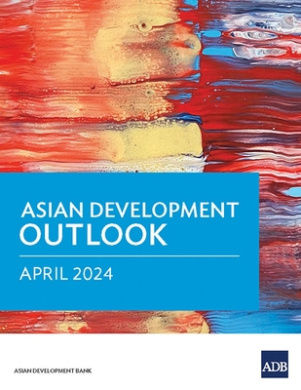 ASIAN DEVELOPMENT
OUTLOOK
APRIL 2024
ASIAN DEVELOPMENT BANK
ADB